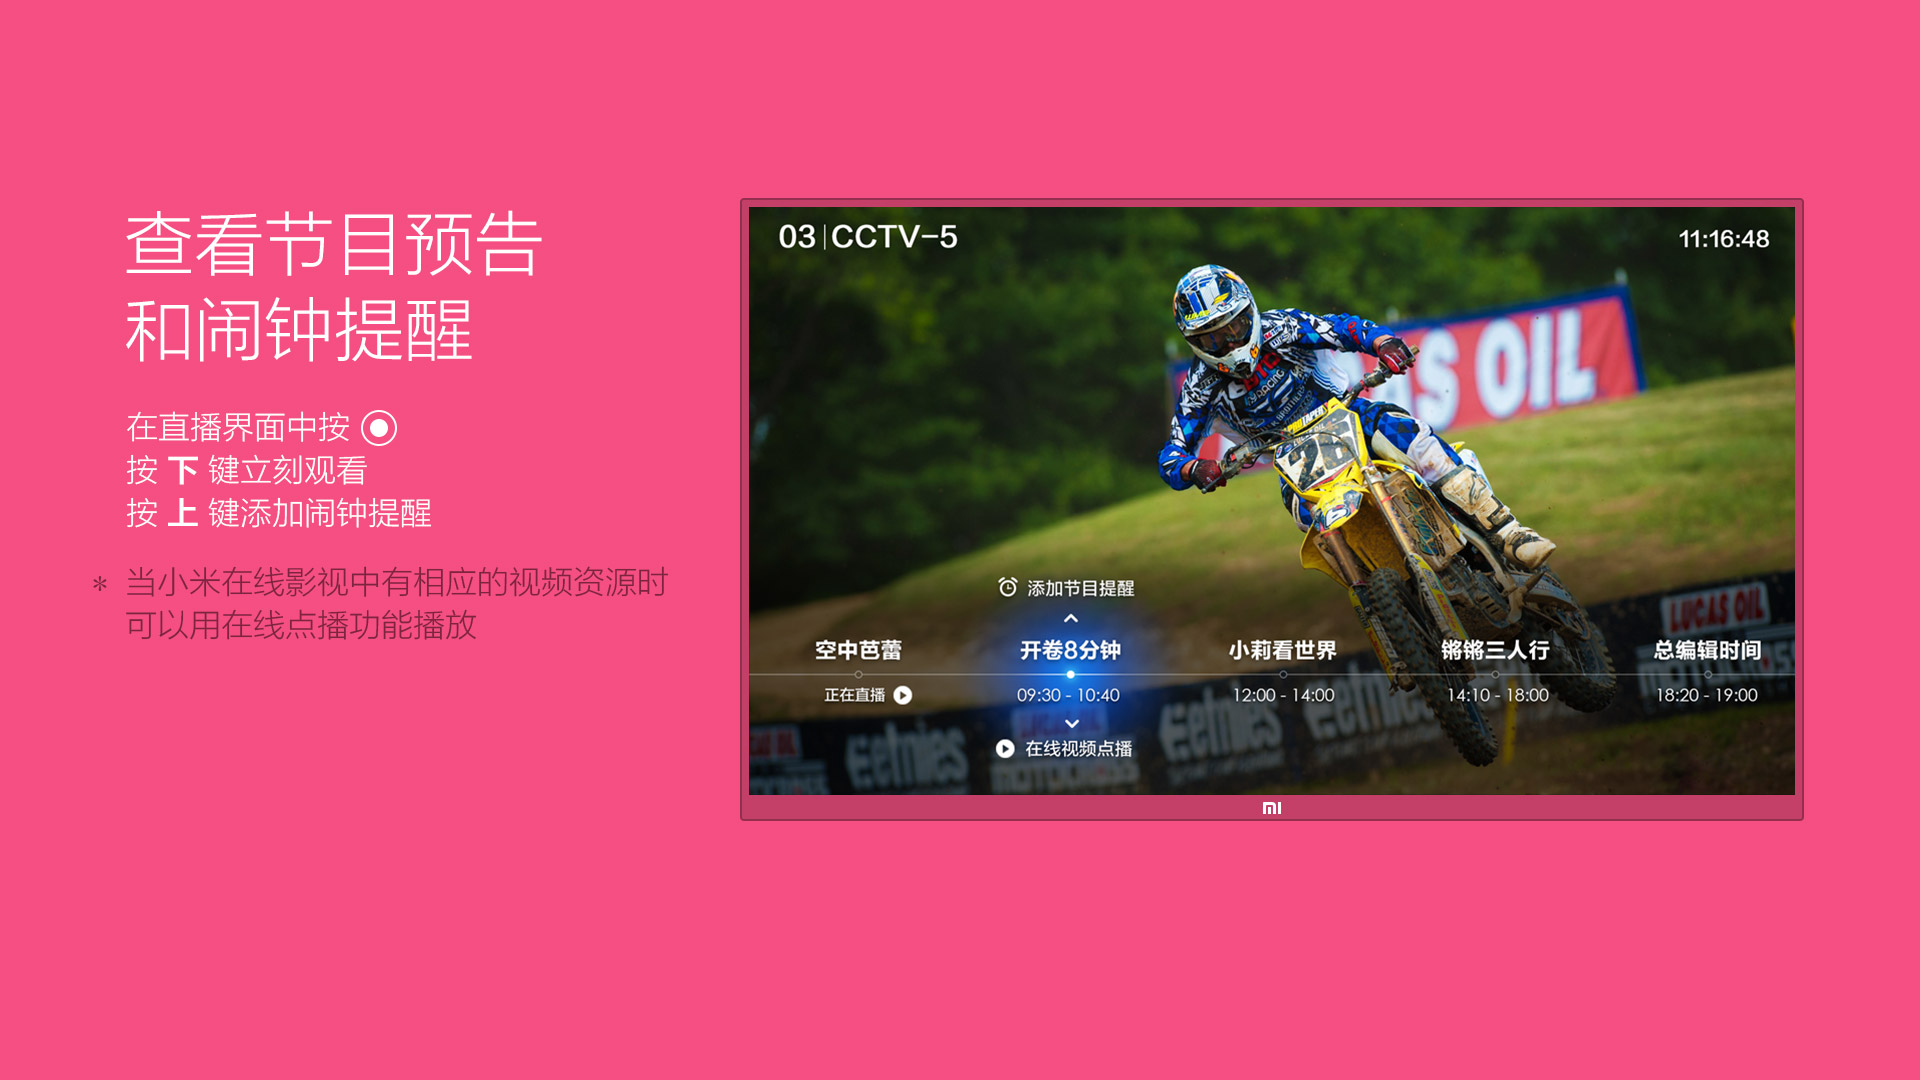 查看节目预告
和闹钟提醒
在直播界面中按
按 下 键立刻观看
按 上 键添加闹钟提醒
* 当小米在线影视中有相应的视频资源时
可以用在线点播功能播放
03|CCTV-5
11:16:48
AS OIL
RACING
PROTAPER
LUCAS OIL
添加节目提醒
空中芭蕾
开卷8分钟
小莉看世界
锵锵三人行
总编辑时间
正在直播
09:30 - 10:40
12:00 - 14:00
14:10 - 18:00
18:20 - 19:00
在线视频点播
etnies
etnies
MOTOCROSS
MI